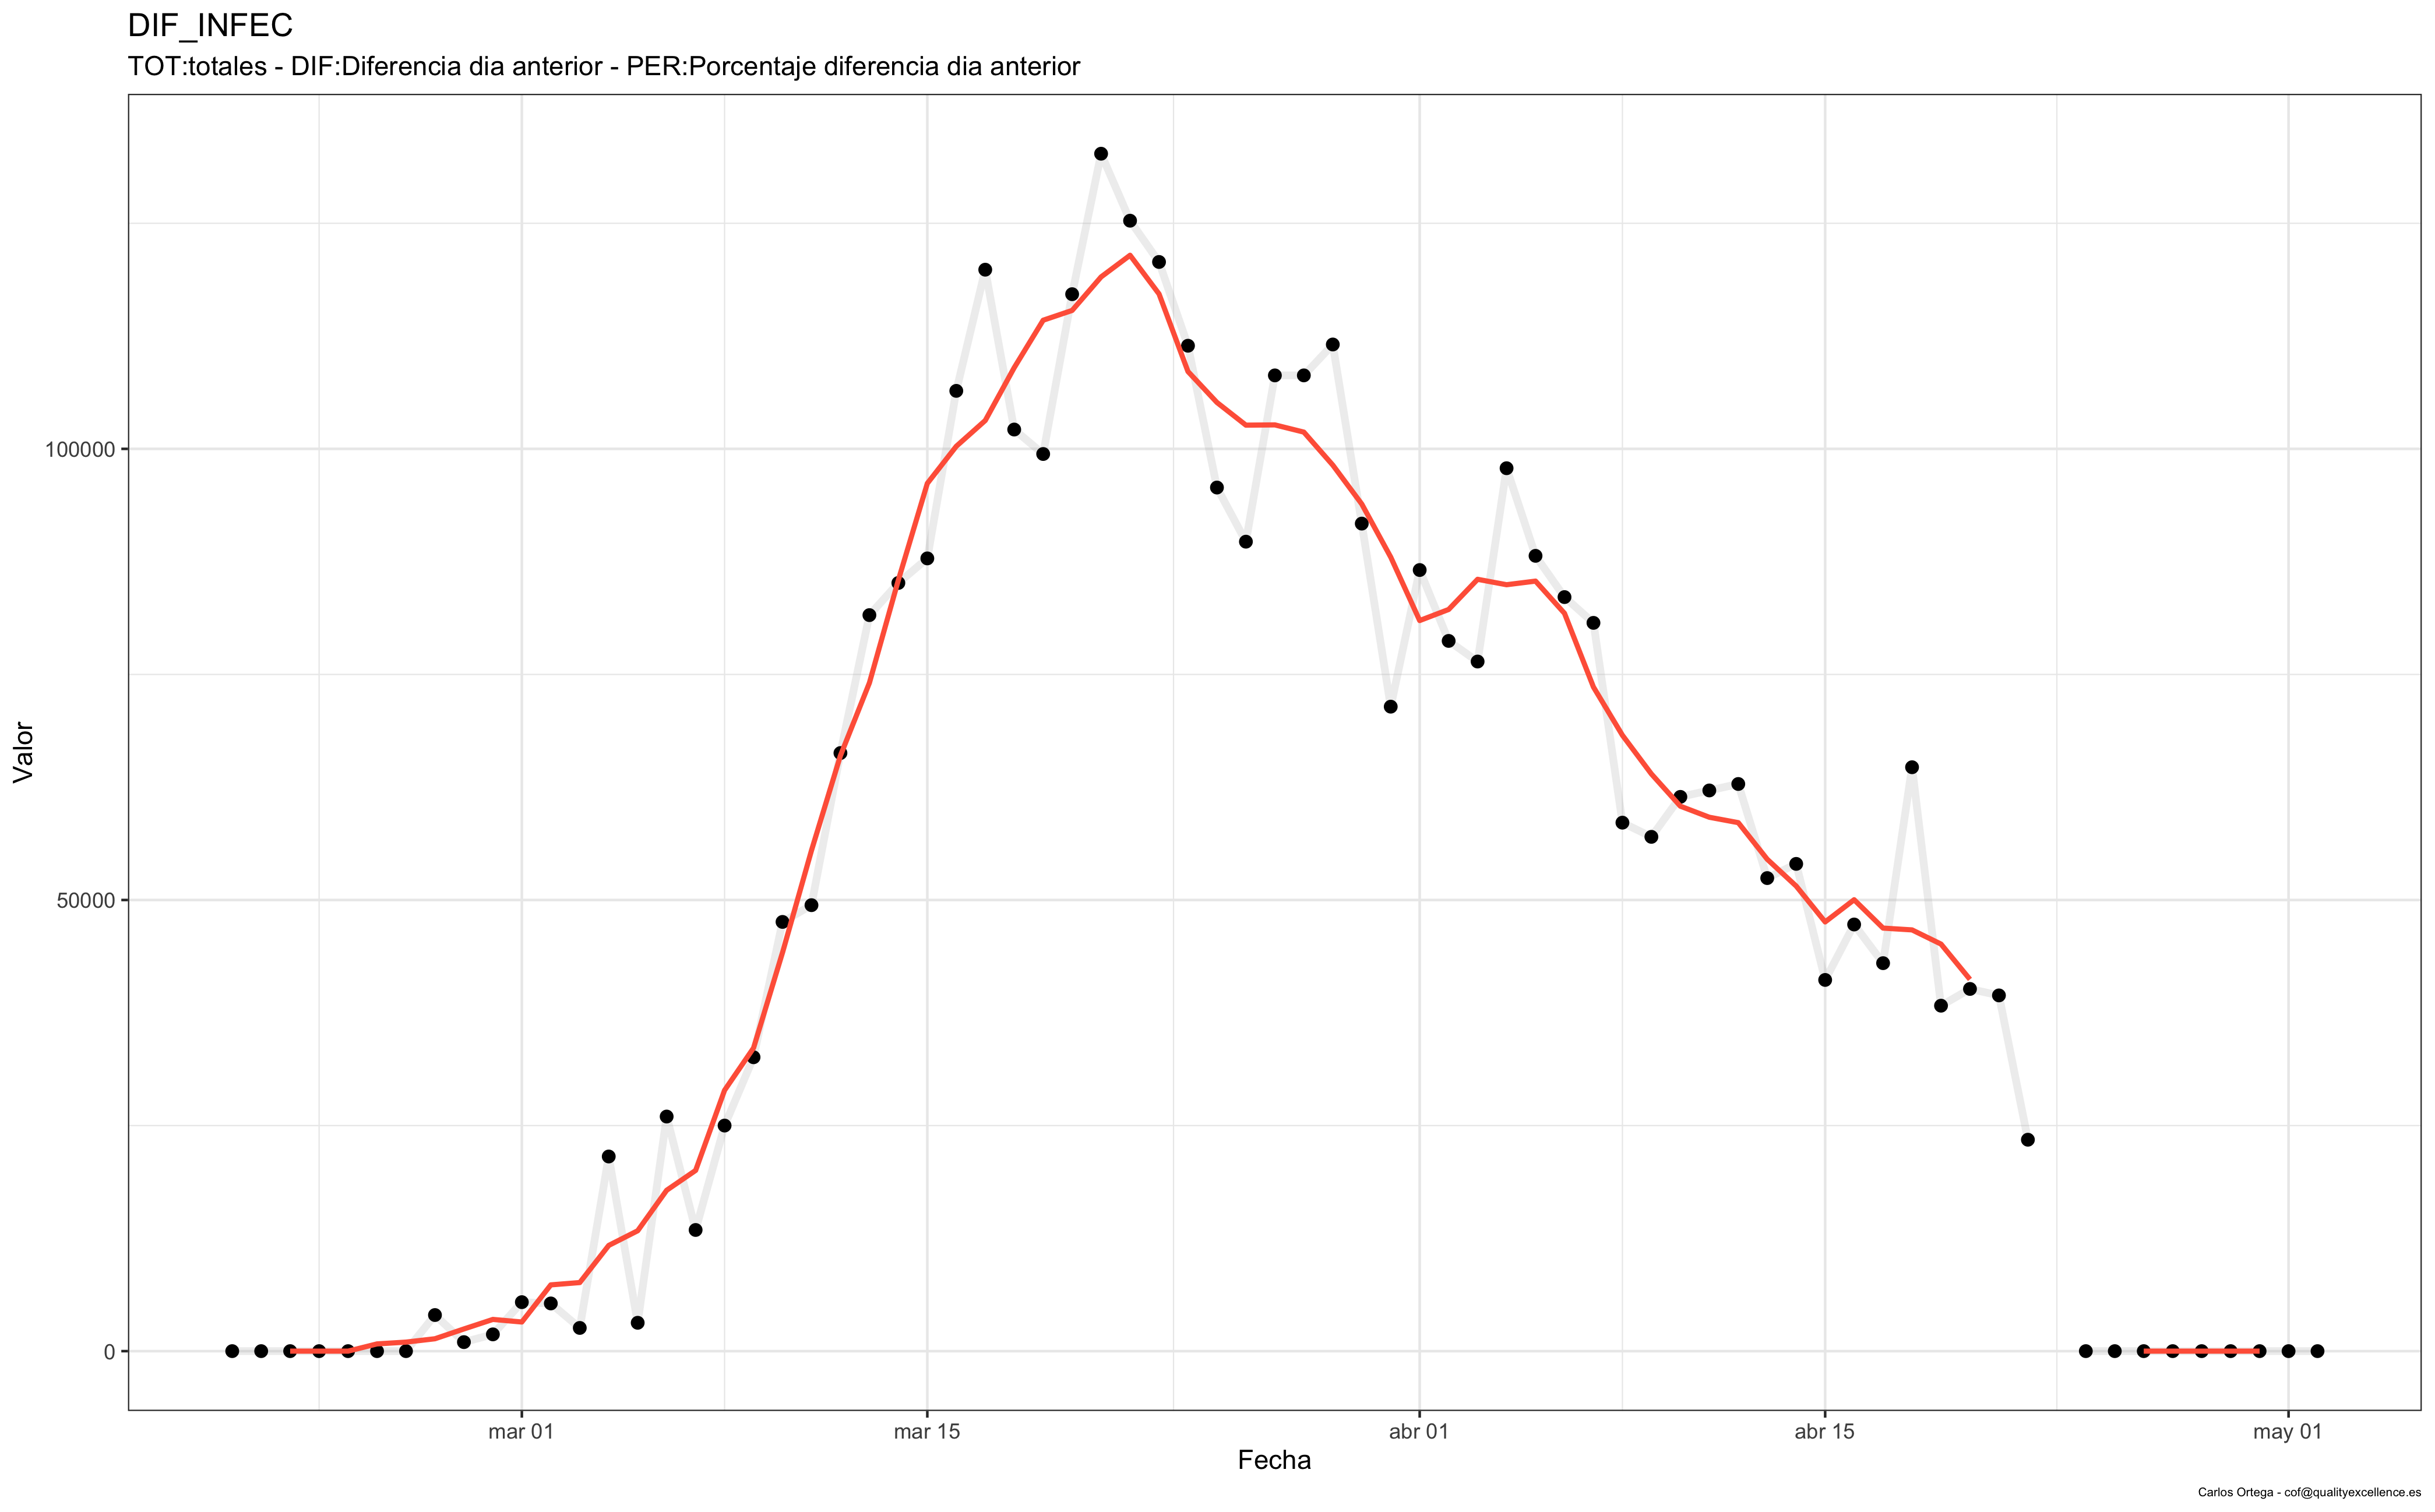 DIF_INFEC
TOT:totales - DIF:Diferencia dia anterior - PER:Porcentaje diferencia dia anterior
Valor
100000
50000
0
mar 01
mar 15
abr 01
abr 15
may 01
Fecha
Carlos Ortega - cof@qualityexcellence.es